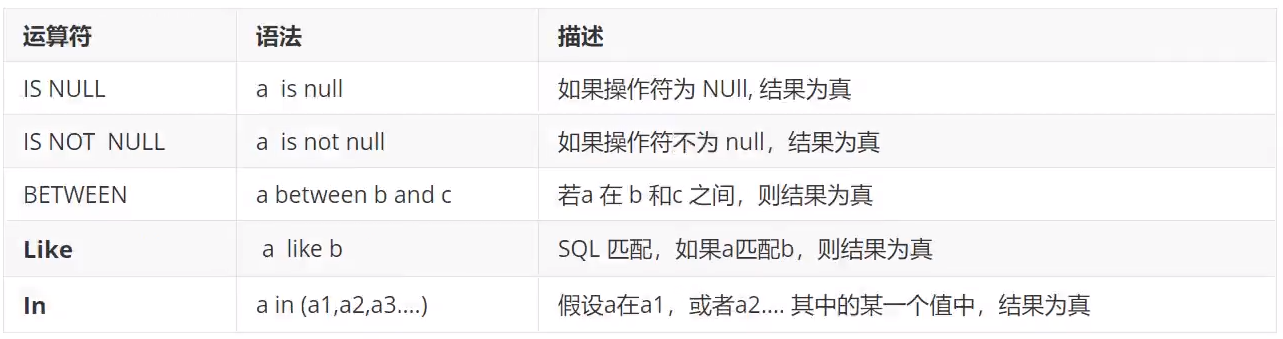 运算符 语法 描述
IS NULL a is null 如果操作符为 NUll, 结果为真
IS NOT NULL a is not null 如果操作符不为 null，结果为真
BETWEEN a between b and c 若a 在 b 和c 之间，则结果为真
Like a like b SQL 匹配，如果a匹配b，则结果为真
In a in (a1,a2,a3....) 假设a在a1，或者a2.... 其中的某一个值中，结果为真